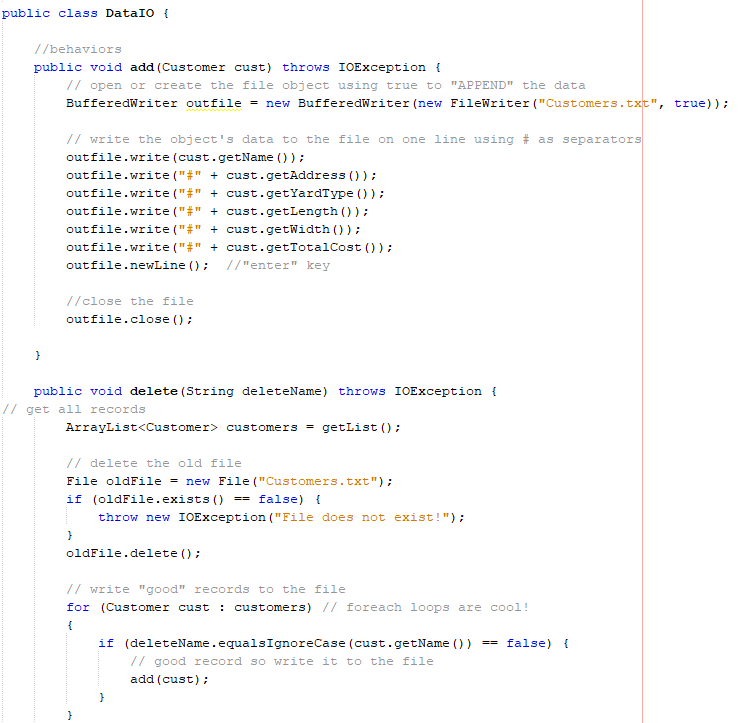 public class DataIO {
//behaviors
public void add(Customer cust) throws IOException {
// open or create the file object using true to "APPEND" the data
BufferedWriter outfile = new BufferedWriter(new FileWriter("Customers.txt", true));
// write the object's data to the file on one line using # as separators
outfile.write(cust.getName());
outfile.write("#" + cust.getAddress());
outfile.write("#" + cust.getYardType());
outfile.write("#" + cust.getLength());
outfile.write("#" + cust.getWidth());
outfile.write("#" + cust.getTotalCost());
outfile.newLine();  //"enter" key
//close the file
outfile.close();
}
public void delete(String deleteName) throws IOException {
// get all records
ArrayList<Customer> customers = getList();
// delete the old file
File oldFile = new File("Customers.txt");
if (oldFile.exists() == false) {
throw new IOException("File does not exist!");
}
oldFile.delete();
// write "good" records to the file
for (Customer cust : customers) // foreach loops are cool!
{
if (deleteName.equalsIgnoreCase(cust.getName()) == false) {
// good record so write it to the file
add(cust);
}
}